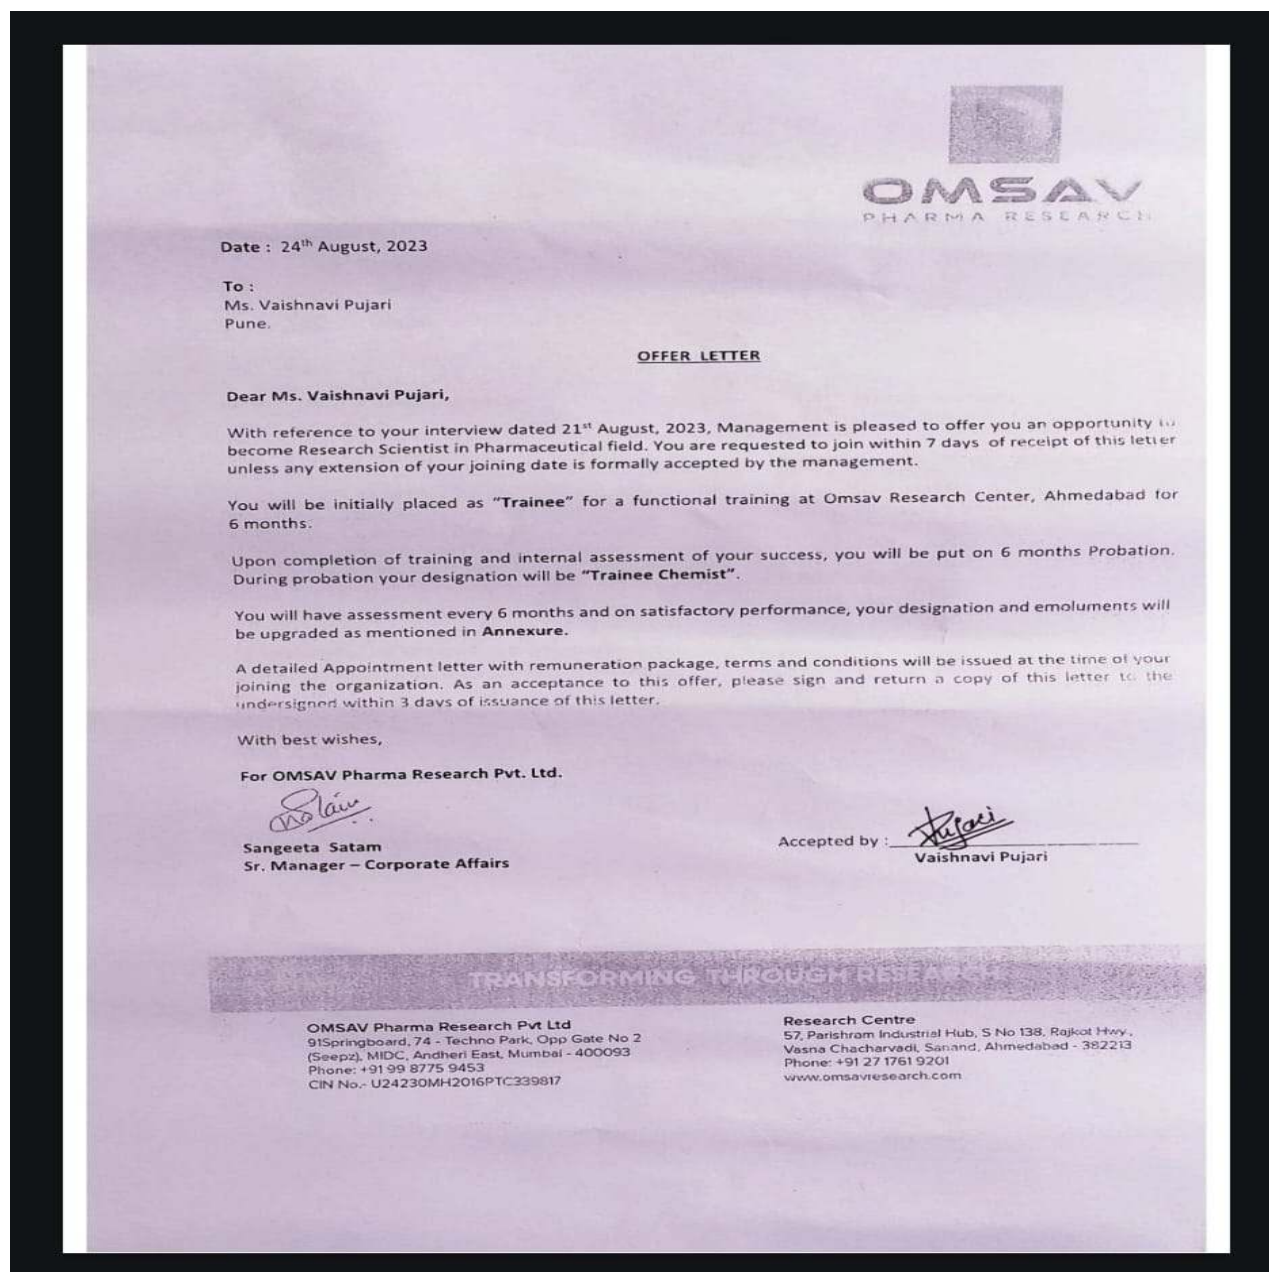 OMSAV
PHARMA RESEARCH
Date : 24th August, 2023
To :
Ms. Vaishnavi Pujari
Pune.
OFFER LETTER
Dear Ms. Vaishnavi Pujari,
With reference to your interview dated 21st August, 2023, Management is pleased to offer you an opportunity to
become Research Scientist in Pharmaceutical field. You are requested to join within 7 days of receipt of this letter
unless any extension of your joining date is formally accepted by the management.
You will be initially placed as "Trainee" for a functional training at Omsav Research Center, Ahmedabad for
6 months.
Upon completion of training and internal assessment of your success, you will be put on 6 months Probation.
During probation your designation will be "Trainee Chemist".
You will have assessment every 6 months and on satisfactory performance, your designation and emoluments will
be upgraded as mentioned in Annexure.
A detailed Appointment letter with remuneration package, terms and conditions will be issued at the time of your
joining the organization. As an acceptance to this offer, please sign and return a copy of this letter to the
undersigned within 3 days of issuance of this letter.
With best wishes,
For OMSAV Pharma Research Pvt. Ltd.
Sangeeta Satam
Sr. Manager – Corporate Affairs
Accepted by : Pujari
Vaishnavi Pujari
TRANSFORMING THROUGH RESEARCH
OMSAV Pharma Research Pvt Ltd
91Springboard, 74 - Techno Park, Opp Gate No 2
(Seepz), MIDC, Andheri East, Mumbai - 400093
Phone: +91 99 8775 9453
CIN No.- U24230MH2016PTC339817
Research Centre
57, Parishram Industrial Hub, S No 138, Rajkot Hwy,
Vasna Chacharvadi, Sanand, Ahmedabad - 382213
Phone: +91 27 1761 9201
www.omsavresearch.com